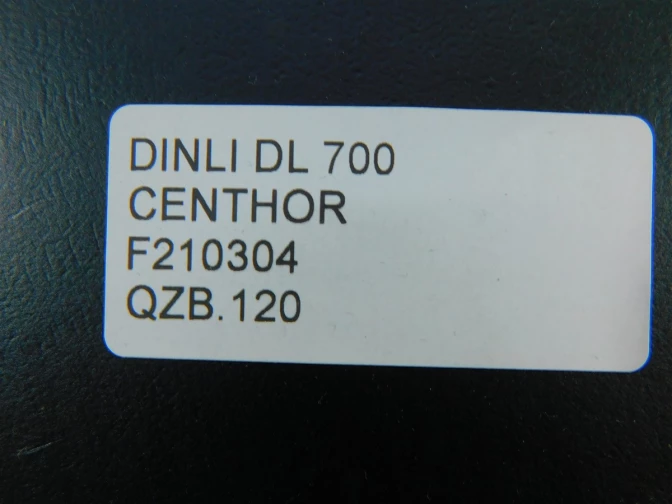 DINLI DL 700
CENTHOR
F210304
QZB.120